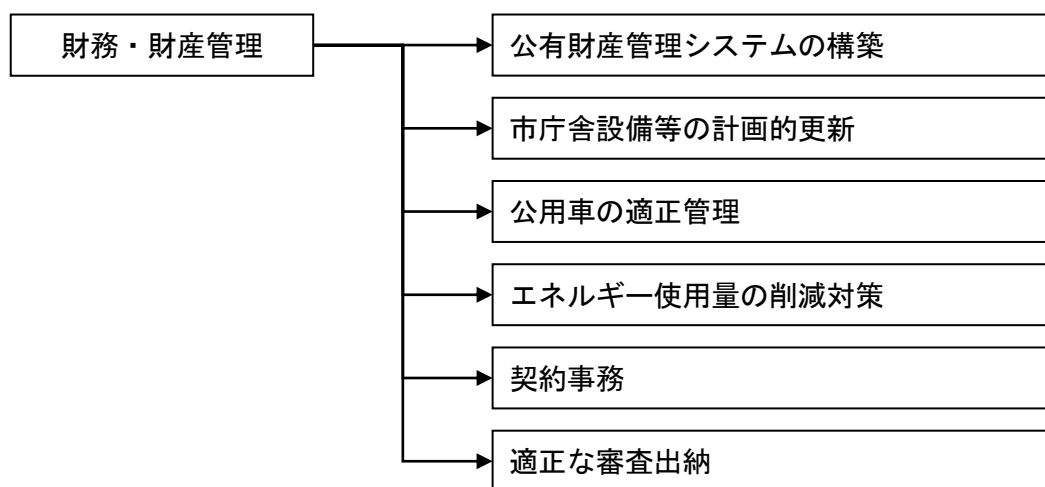 財務・財産管理
公有財産管理システムの構築
市庁舎設備等の計画的更新
公用車の適正管理
エネルギー使用量の削減対策
契約事務
適正な審査出納